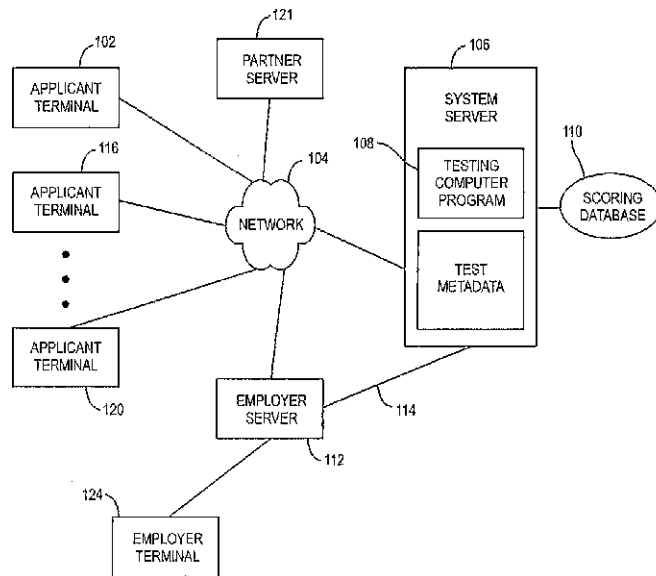 121
102
PARTNER
SERVER
106
APPLICANT
TERMINAL
SYSTEM
SERVER
116
104
108
110
APPLICANT
TERMINAL
TESTING
COMPUTER
PROGRAM
SCORING
DATABASE
NETWORK
TEST
METADATA
APPLICANT
TERMINAL
120
EMPLOYER
SERVER
114
112
124
EMPLOYER
TERMINAL